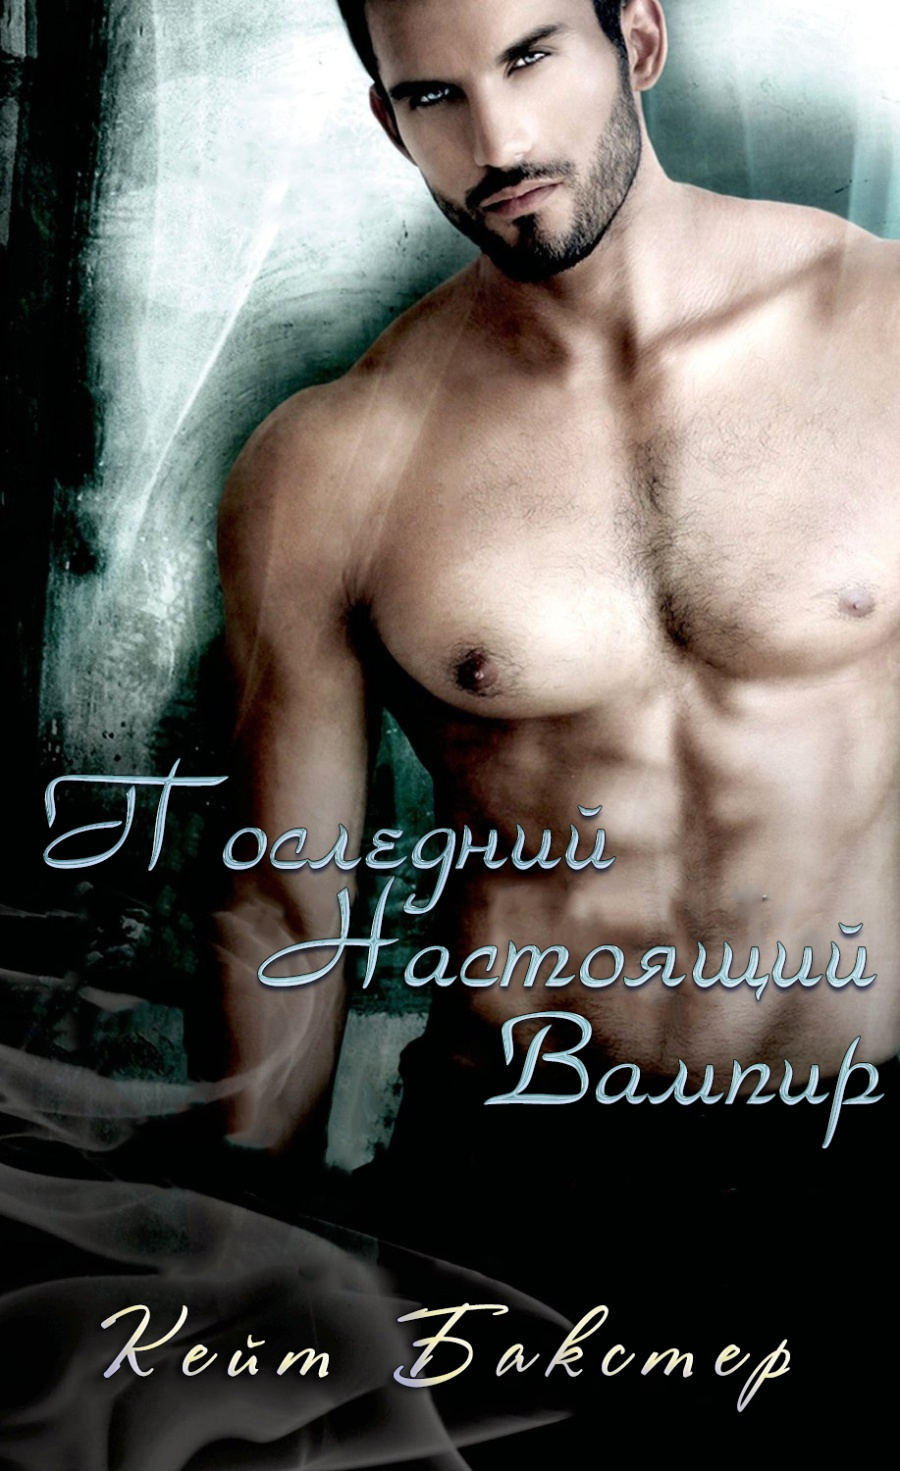 Последний
Настоящий
Вампир
Кейт Бакстер